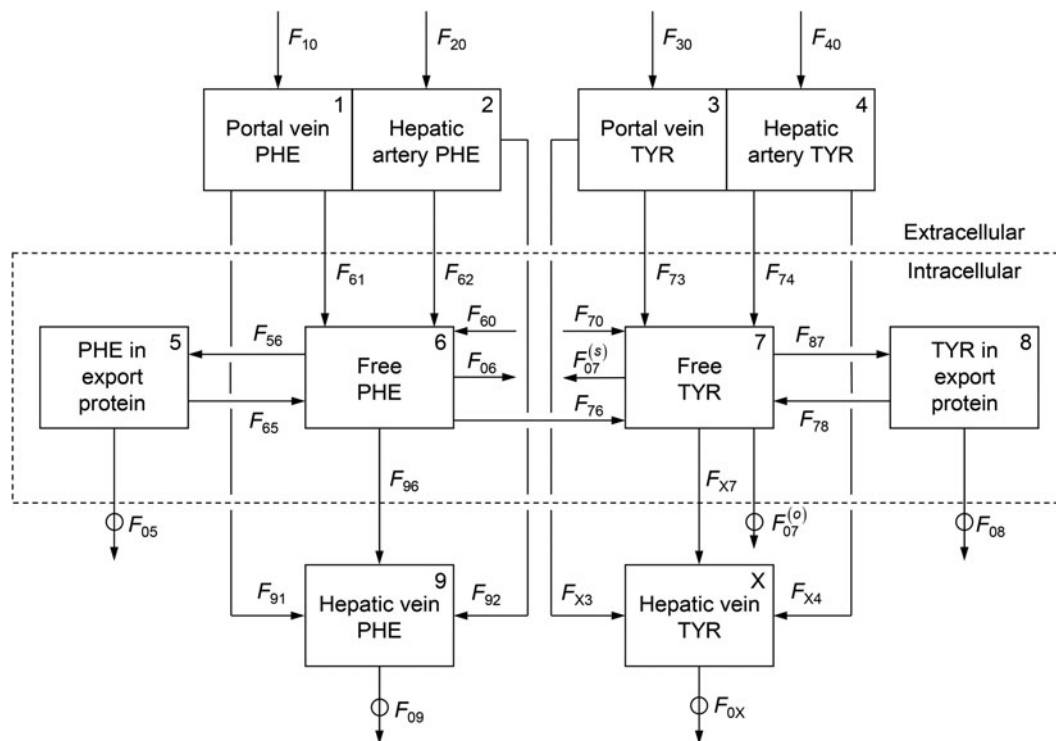 F10 F20 F30 F40
1 2 3 4
Portal vein PHE
Hepatic artery PHE
Portal vein TYR
Hepatic artery TYR
Extracellular
Intracellular
F61 F62 F73 F74
F60 F70
5 F56 6 F06 F07(s) 7 F87 8
PHE in export protein
Free PHE
Free TYR
TYR in export protein
F65 F76 F78
F96 FX7
F05 F07(o) F08
F91 9 F92 FX3 X FX4
Hepatic vein PHE
Hepatic vein TYR
F09 F0X